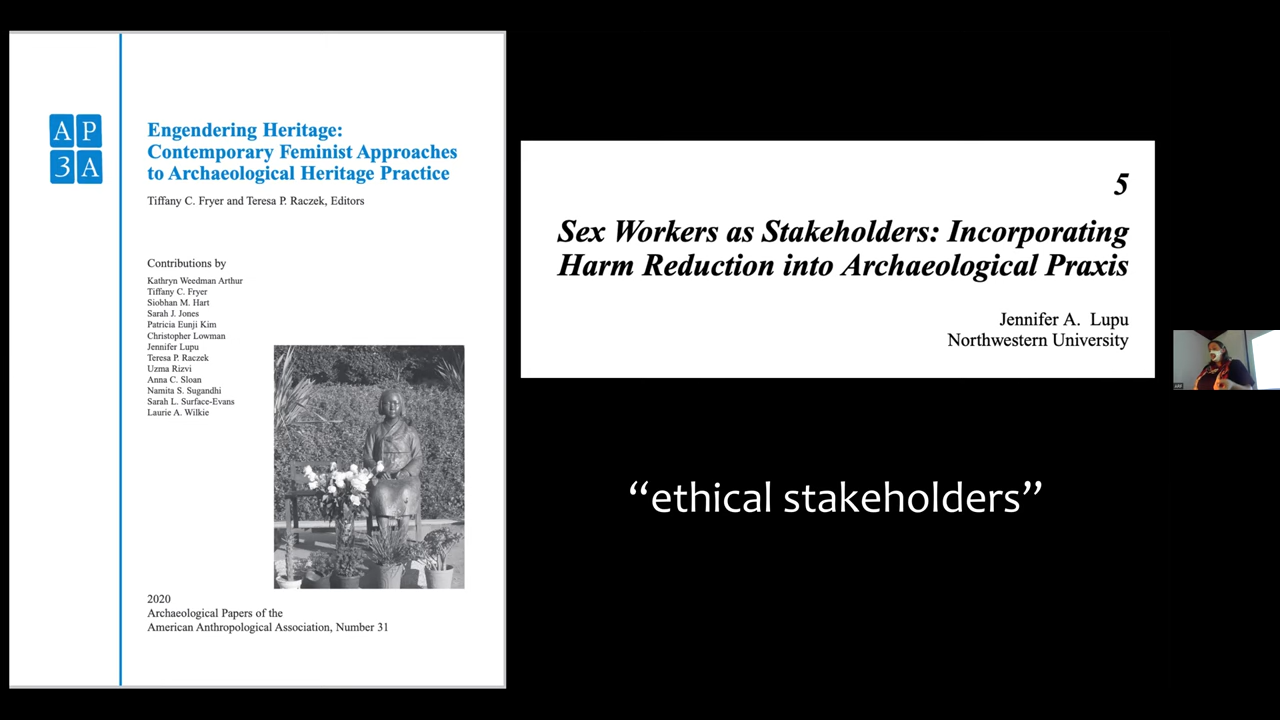 A P
3 A
Engendering Heritage:
Contemporary Feminist Approaches
to Archaeological Heritage Practice
Tiffany C. Fryer and Teresa P. Raczek, Editors
Contributions by
Kathryn Weedman Arthur
Tiffany C. Fryer
Siobhan M. Hart
Sarah J. Jones
Patricia Eunji Kim
Christopher Lowman
Jennifer Lupu
Teresa P. Raczek
Uzma Rizvi
Anna C. Sloan
Namita S. Sugandhi
Sarah L. Surface-Evans
Laurie A. Wilkie
2020
Archaeological Papers of the
American Anthropological Association, Number 31
5
Sex Workers as Stakeholders: Incorporating
Harm Reduction into Archaeological Praxis
Jennifer A. Lupu
Northwestern University
“ethical stakeholders”